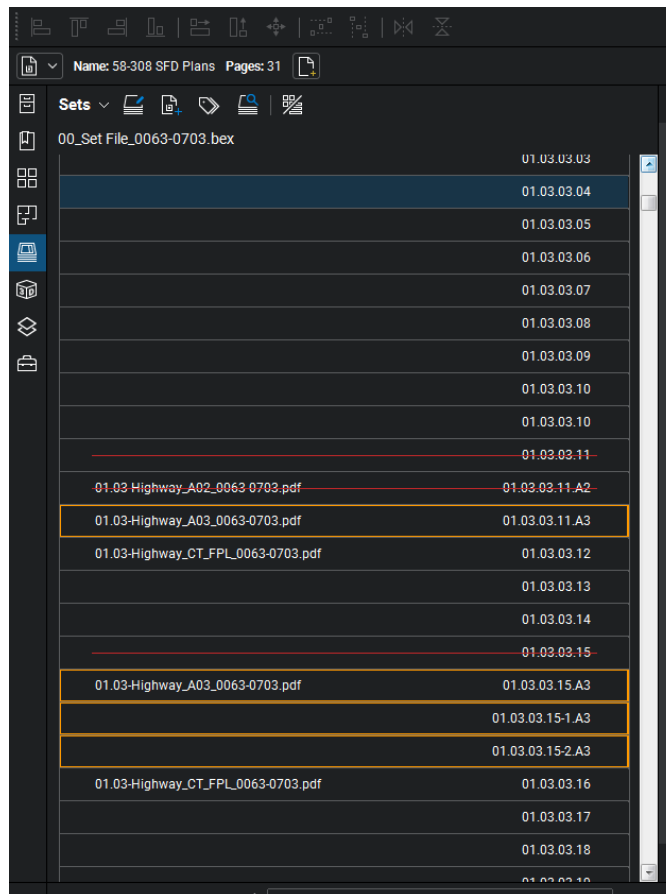 Name: 58-308 SFD Plans Pages: 31
Sets
00_Set File_0063-0703.bex
01.03.03.03
01.03.03.04
01.03.03.05
01.03.03.06
01.03.03.07
01.03.03.08
01.03.03.09
01.03.03.10
01.03.03.10
01.03.03.11
01.03 Highway_A02_0063 0703.pdf 01.03.03.11.A2
01.03-Highway_A03_0063-0703.pdf 01.03.03.11.A3
01.03-Highway_CT_FPL_0063-0703.pdf 01.03.03.12
01.03.03.13
01.03.03.14
01.03.03.15
01.03-Highway_A03_0063-0703.pdf 01.03.03.15.A3
01.03.03.15-1.A3
01.03.03.15-2.A3
01.03-Highway_CT_FPL_0063-0703.pdf 01.03.03.16
01.03.03.17
01.03.03.18
01.03.03.19